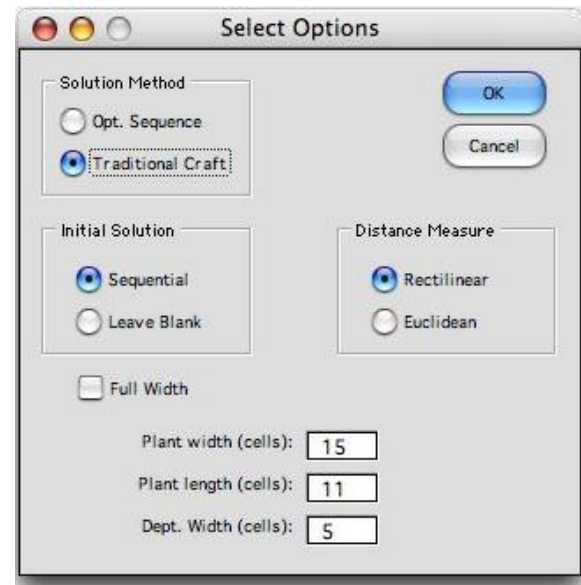 Select Options
Solution Method
Opt. Sequence
Traditional Craft
OK
Cancel
Initial Solution
Sequential
Leave Blank
Distance Measure
Rectilinear
Euclidean
Full Width
Plant width (cells): 15
Plant length (cells): 11
Dept. Width (cells): 5